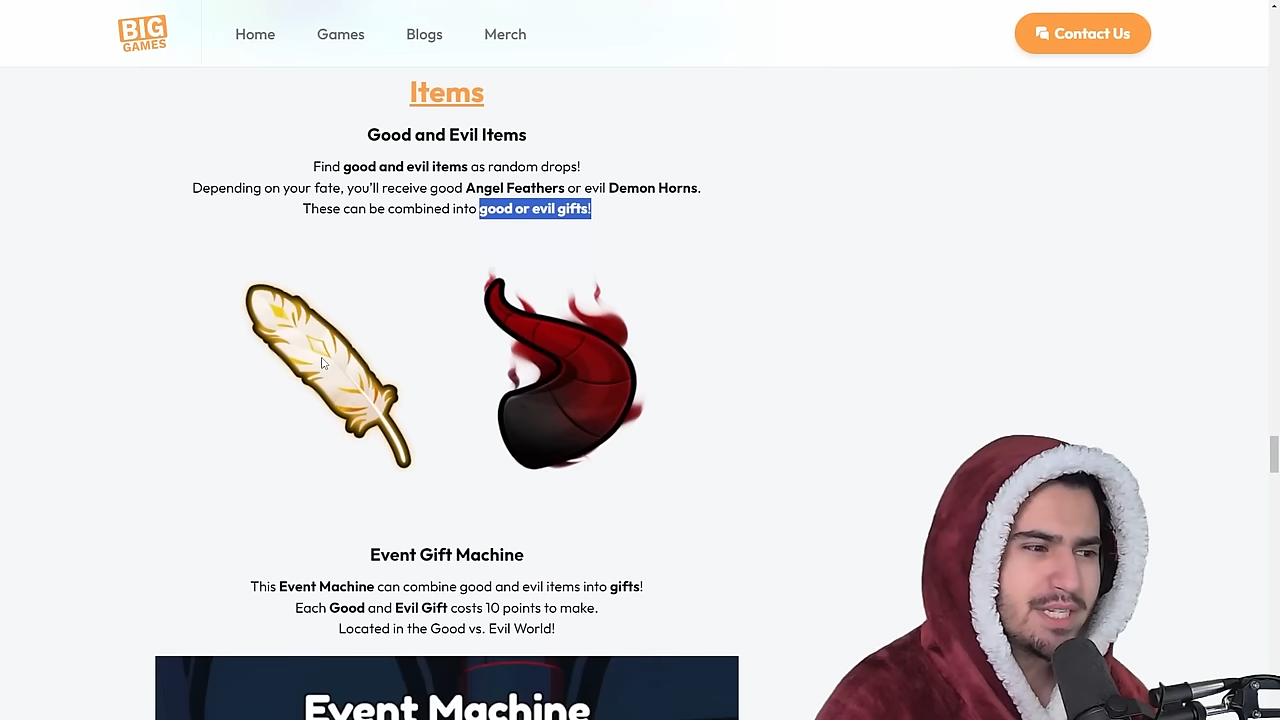 BIG
GAMES
Home
Games
Blogs
Merch
Contact Us
Items
Good and Evil Items
Find good and evil items as random drops!
Depending on your fate, you'll receive good Angel Feathers or evil Demon Horns.
These can be combined into good or evil gifts!
Event Gift Machine
This Event Machine can combine good and evil items into gifts!
Each Good and Evil Gift costs 10 points to make.
Located in the Good vs. Evil World!
Event Machine